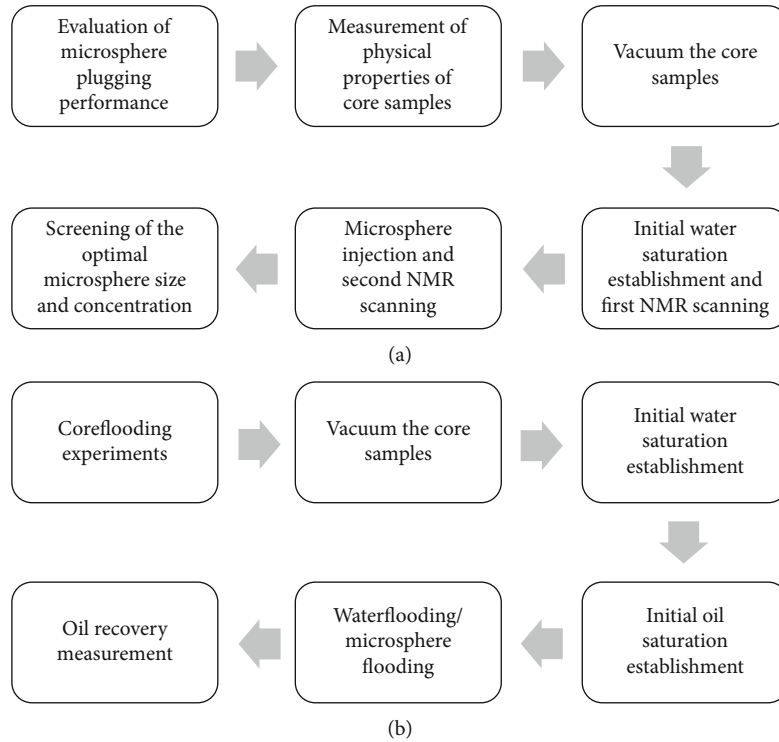 Evaluation of
microsphere
plugging
performance
Measurement of
physical
properties of
core samples
Vacuum the core
samples
Initial water
saturation
establishment and
first NMR scanning
Microsphere
injection and
second NMR
scanning
Screening of the
optimal
microsphere size
and concentration
(a)
Coreflooding
experiments
Vacuum the core
samples
Initial water
saturation
establishment
Initial oil
saturation
establishment
Waterflooding/
microsphere
flooding
Oil recovery
measurement
(b)